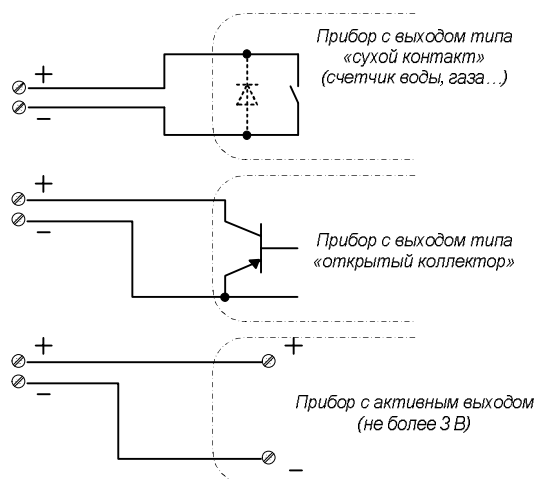 Прибор с выходом типа
«сухой контакт»
(счетчик воды, газа…)
+
–
+
–
Прибор с выходом типа
«открытый коллектор»
+
–
+
–
Прибор с активным выходом
(не более 3 В)